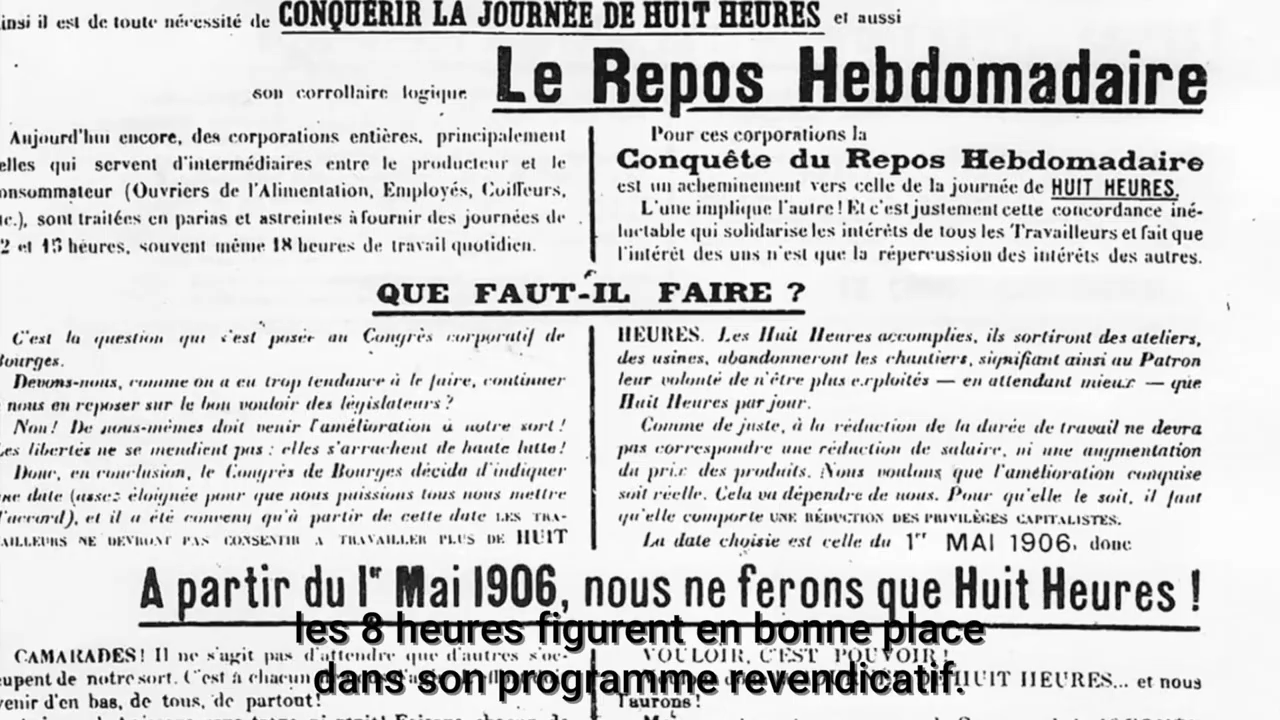 insi il est de toute nécessité de CONQUERIR LA JOURNÉE DE HUIT HEURES et aussi
son corrollaire logique Le Repos Hebdomadaire
Aujourd'hui encore, des corporations entières, principalement
elles qui servent d'intermédiaires entre le producteur et le
onsommateur (Ouvriers de l'Alimentation, Employés, Coiffeurs,
tc.), sont traitées en parias et astreintes à fournir des journées de
2 et 15 heures, souvent même 18 heures de travail quotidien.
Pour ces corporations la
Conquête du Repos Hebdomadaire
est un acheminement vers celle de la journée de HUIT HEURES.
L'une implique l'autre! Et c'est justement cette concordance iné-
luctable qui solidarise les intérêts de tous les Travailleurs et fait que
l'intérêt des uns n'est que la répercussion des intérêts des autres.
QUE FAUT-IL FAIRE ?
C'est la question qui s'est posée au Congrès corporatif de
Bourges.
Devons-nous, comme on a eu trop tendance à le faire, continuer
nous en reposer sur le bon vouloir des législateurs?
Non! De nous-mêmes doit venir l'amélioration à notre sort!
Les libertés ne se mendient pas: elles s'arrachent de haute lutte!
Donc, en conclusion, le Congrès de Bourges décida d'indiquer
ne date (assez éloignée pour que nous puissions tous nous mettre
d'accord), et il a été convenu qu'à partir de cette date LES TRA-
AILLEURS NE DEVRONT PAS CONSENTIR A TRAVAILLER PLUS DE HUIT
HEURES. Les Huit Heures accomplies, ils sortiront des ateliers,
des usines, abandonneront les chantiers, signifiant ainsi au Patron
leur volonté de n'être plus exploités — en attendant mieux — que
Huit Heures par jour.
Comme de juste, à la réduction de la durée de travail ne devra
pas correspondre une réduction de salaire, ni une augmentation
du prix des produits. Nous voulons que l'amélioration conquise
soit réelle. Cela va dépendre de nous. Pour qu'elle le soit, il faut
qu'elle comporte UNE RÉDUCTION DES PRIVILÈGES CAPITALISTES.
La date choisie est celle du 1er MAI 1906, donc
A partir du 1er Mai 1906, nous ne ferons que Huit Heures !
les 8 heures figurent en bonne place
dans son programme revendicatif.
CAMARADES! Il ne s'agit pas d'attendre que d'autres s'oc-
cupent de notre sort. C'est à chacun
venir d'en bas, de tous, de partout!
VOULOIR, C'EST POUVOIR!
HUIT HEURES... et nous
l'aurons!